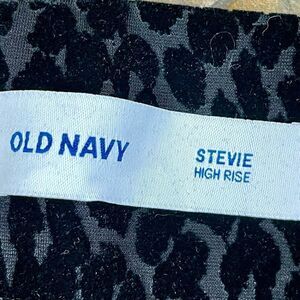 OLD NAVY
STEVIE
HIGH RISE